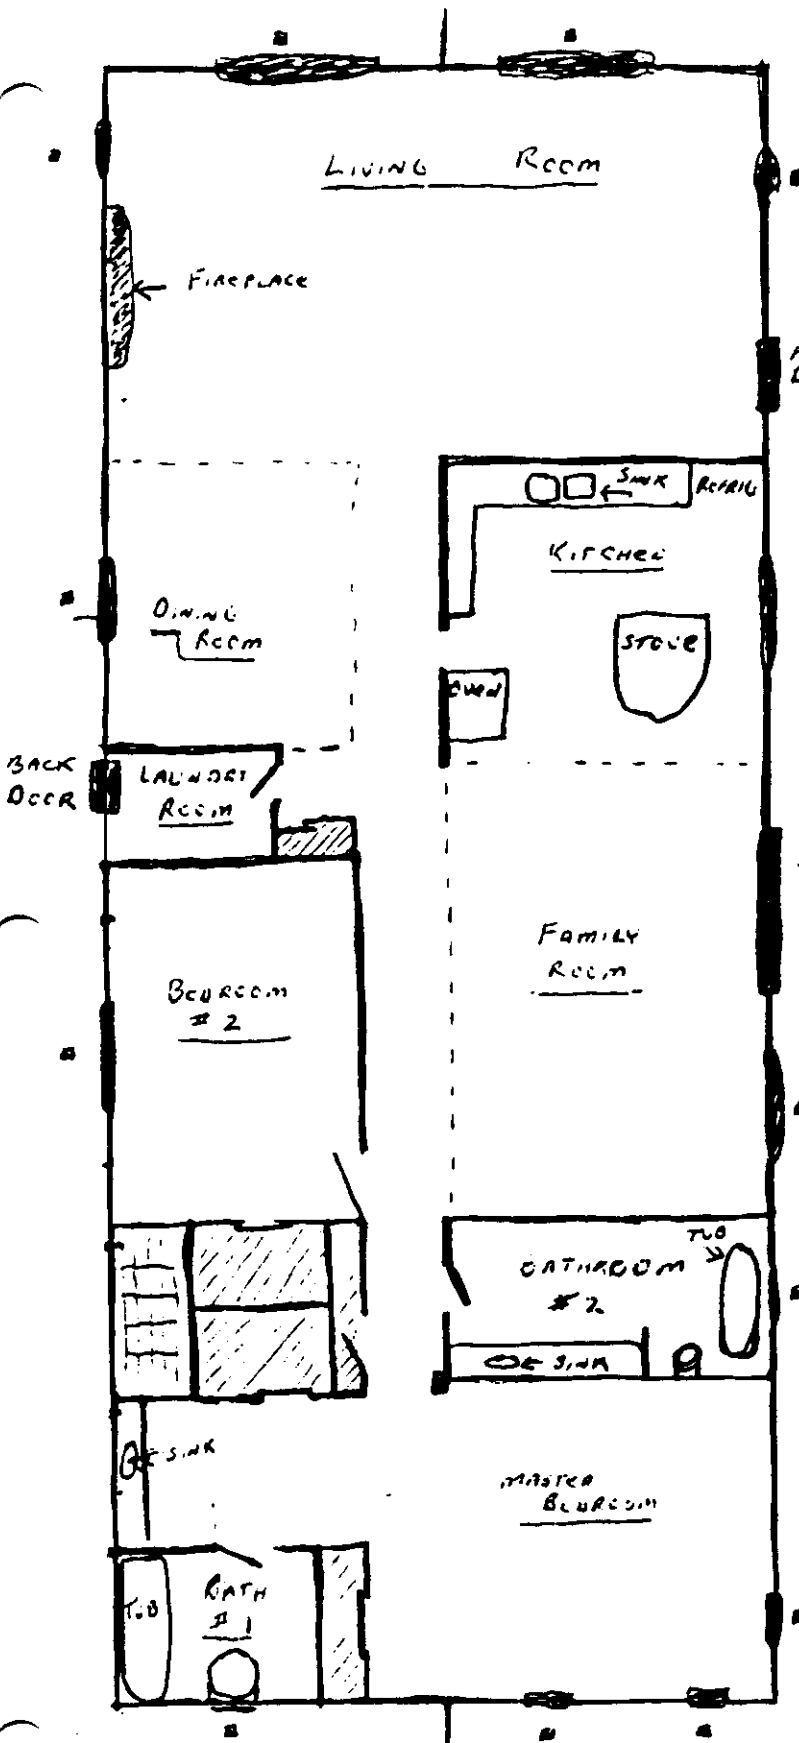 LIVING ROOM
FIREPLACE
SINK
REFRIG
KITCHEN
DINING
ROOM
STOVE
OVEN
BACK
DOOR
LAUNDRY
ROOM
FAMILY
ROOM
BEDROOM
# 2
TUB
BATHROOM
# 2
SINK
SINK
MASTER
BEDROOM
TUB
BATH
# 1